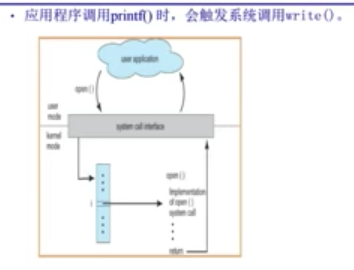 • 应用程序调用printf() 时，会触发系统调用write()。
user application
open ( )
user
mode
system call interface
kernel
mode
open ( )
i
Implementation
of open ( )
system call
return